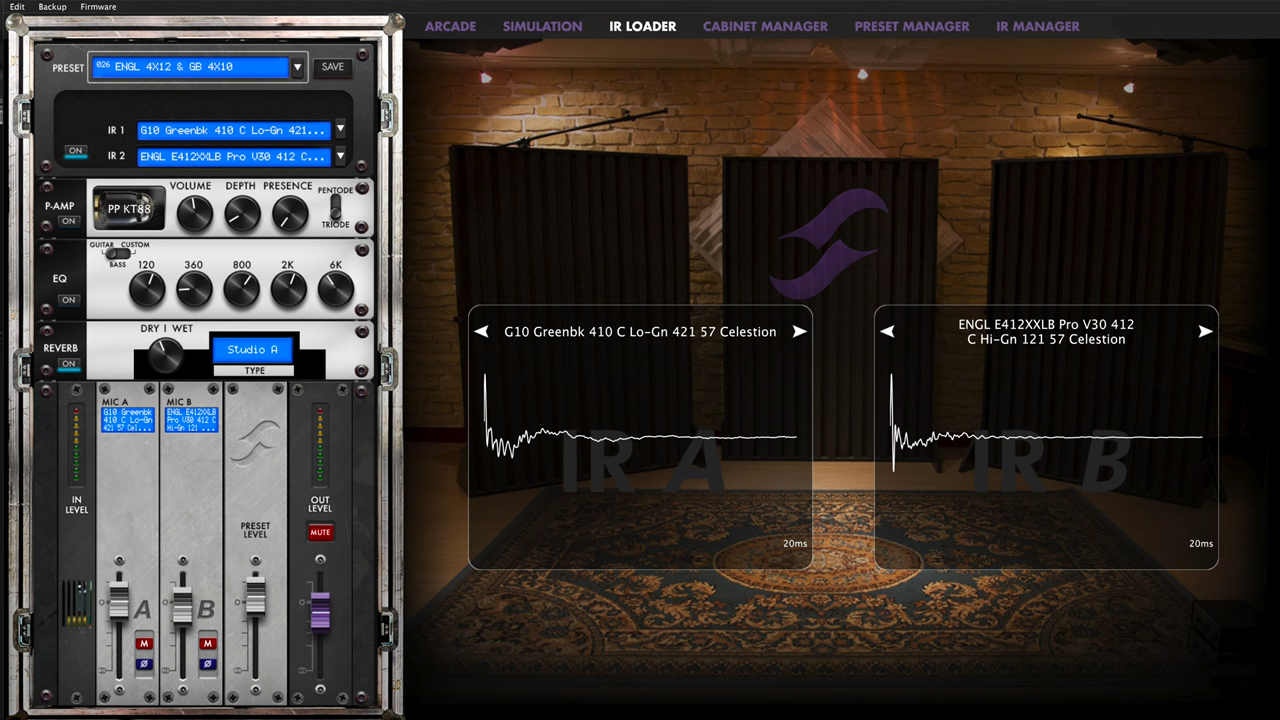 Edit Backup Firmware
ARCADE SIMULATION IR LOADER CABINET MANAGER PRESET MANAGER IR MANAGER
PRESET 026 ENGL 4X12 & GB 4X10 SAVE
IR 1 G10 Greenbk 410 C Lo-Gn 421...
ON IR 2 ENGL E412XXLB Pro V30 412 C...
P-AMP
ON
PP KT88
VOLUME DEPTH PRESENCE
PENTODE
TRIODE
EQ
ON
GUITAR CUSTOM
BASS
120 360 800 2K 6K
REVERB
ON
DRY | WET
Studio A
TYPE
MIC A
G10 Greenbk
410 C Lo-Gn
421 57 Cel...
MIC B
ENGL E412XXLB
Pro V30 412 C
Hi-Gn 121 ...
IN
LEVEL
PRESET
LEVEL
OUT
LEVEL
MUTE
A
M
Ø
B
M
Ø
G10 Greenbk 410 C Lo-Gn 421 57 Celestion
IR A
20ms
ENGL E412XXLB Pro V30 412
C Hi-Gn 121 57 Celestion
IR B
20ms